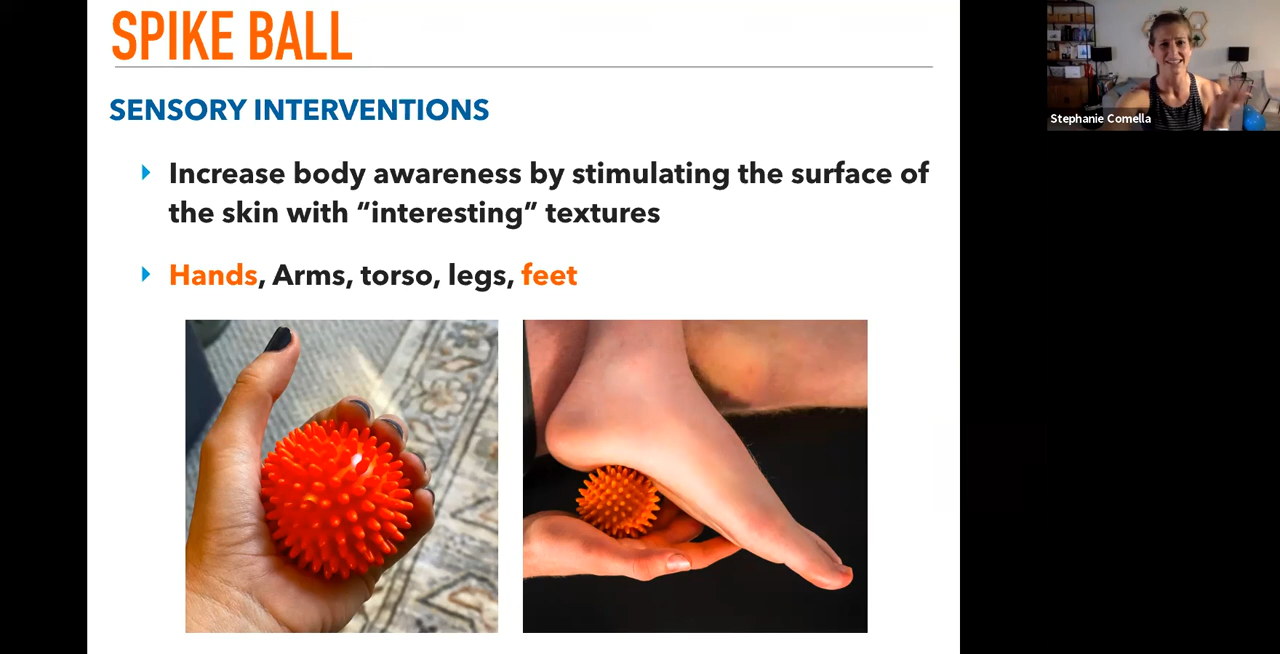 SPIKE BALL
SENSORY INTERVENTIONS
Increase body awareness by stimulating the surface of
the skin with “interesting” textures
Hands, Arms, torso, legs, feet
Stephanie Comella